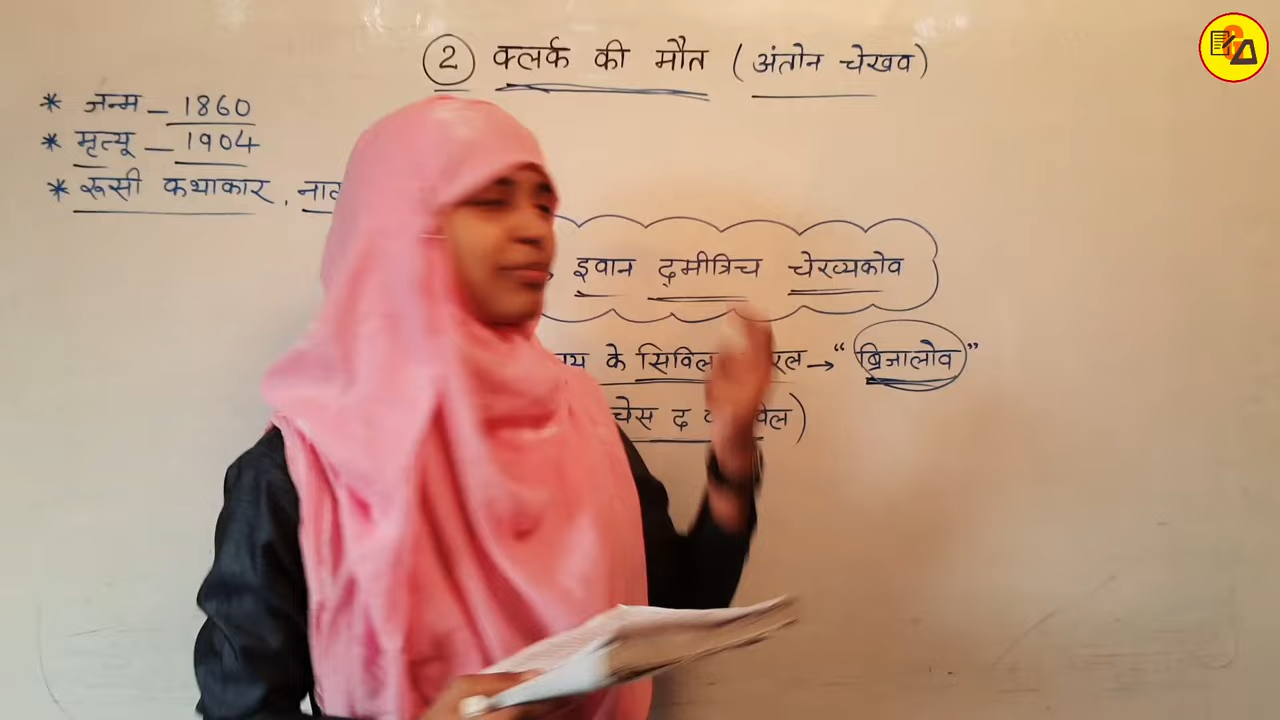 2 क्लर्क की मौत (अंतोन चेखव)
* जन्म – 1860
* मृत्यू – 1904
* रूसी कथाकार,
इवान द्‌मीत्रिच चेरव्यकोव
के सिविल → “ब्रिजालोव”
द